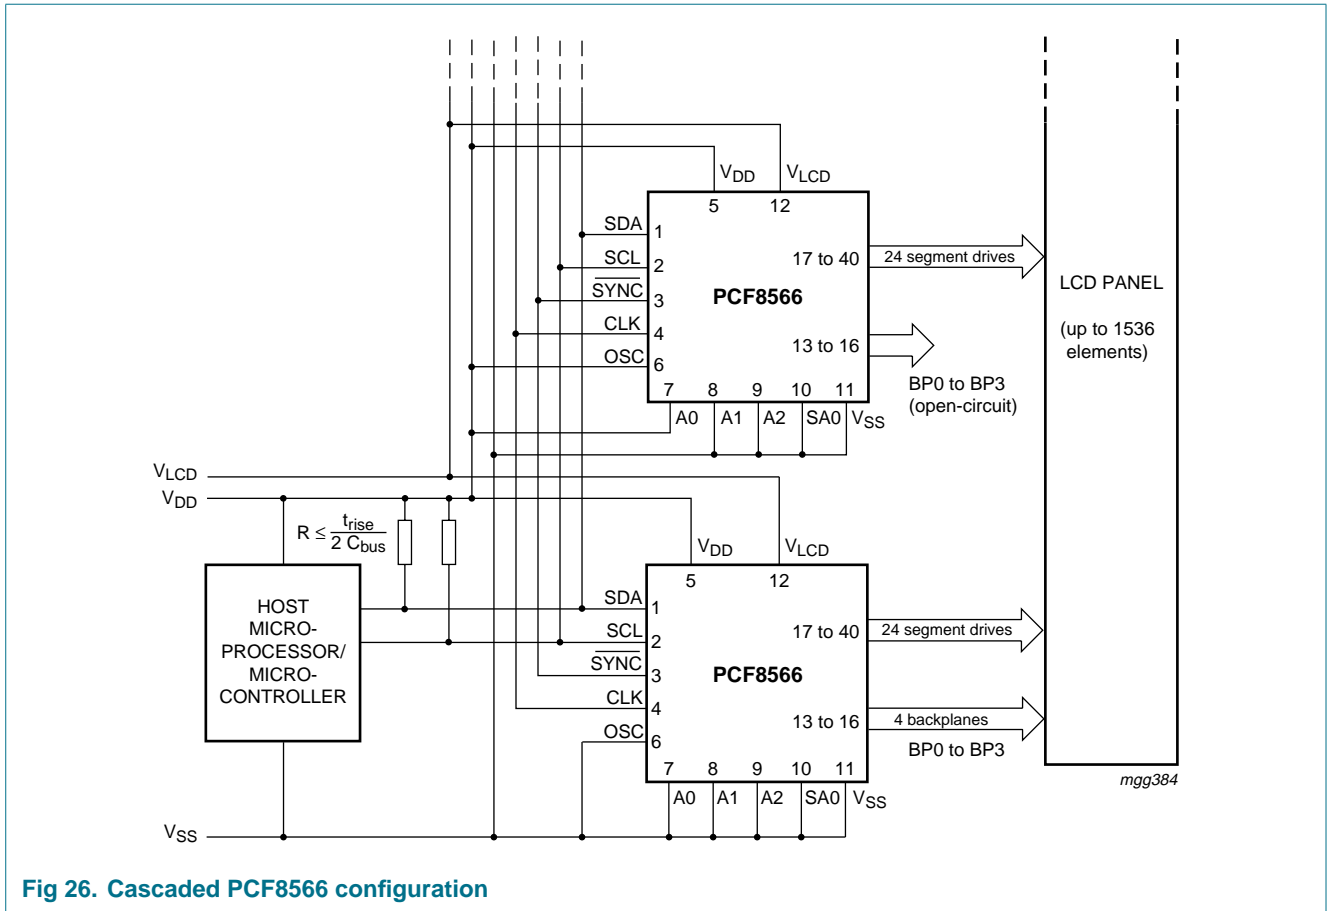 VDD
VLCD
5
12
SDA
1
SCL
2
SYNC
3
CLK
4
OSC
6
PCF8566
17 to 40
24 segment drives
13 to 16
BP0 to BP3
(open-circuit)
7 8 9 10 11
A0 A1 A2 SA0 VSS
LCD PANEL
(up to 1536
elements)
VLCD
VDD
R ≤ trise
2 Cbus
HOST
MICRO-
PROCESSOR/
MICRO-
CONTROLLER
VDD
VLCD
5
12
SDA
1
SCL
2
SYNC
3
CLK
4
OSC
6
PCF8566
17 to 40
24 segment drives
13 to 16
4 backplanes
BP0 to BP3
7 8 9 10 11
A0 A1 A2 SA0 VSS
VSS
mgg384
Fig 26. Cascaded PCF8566 configuration